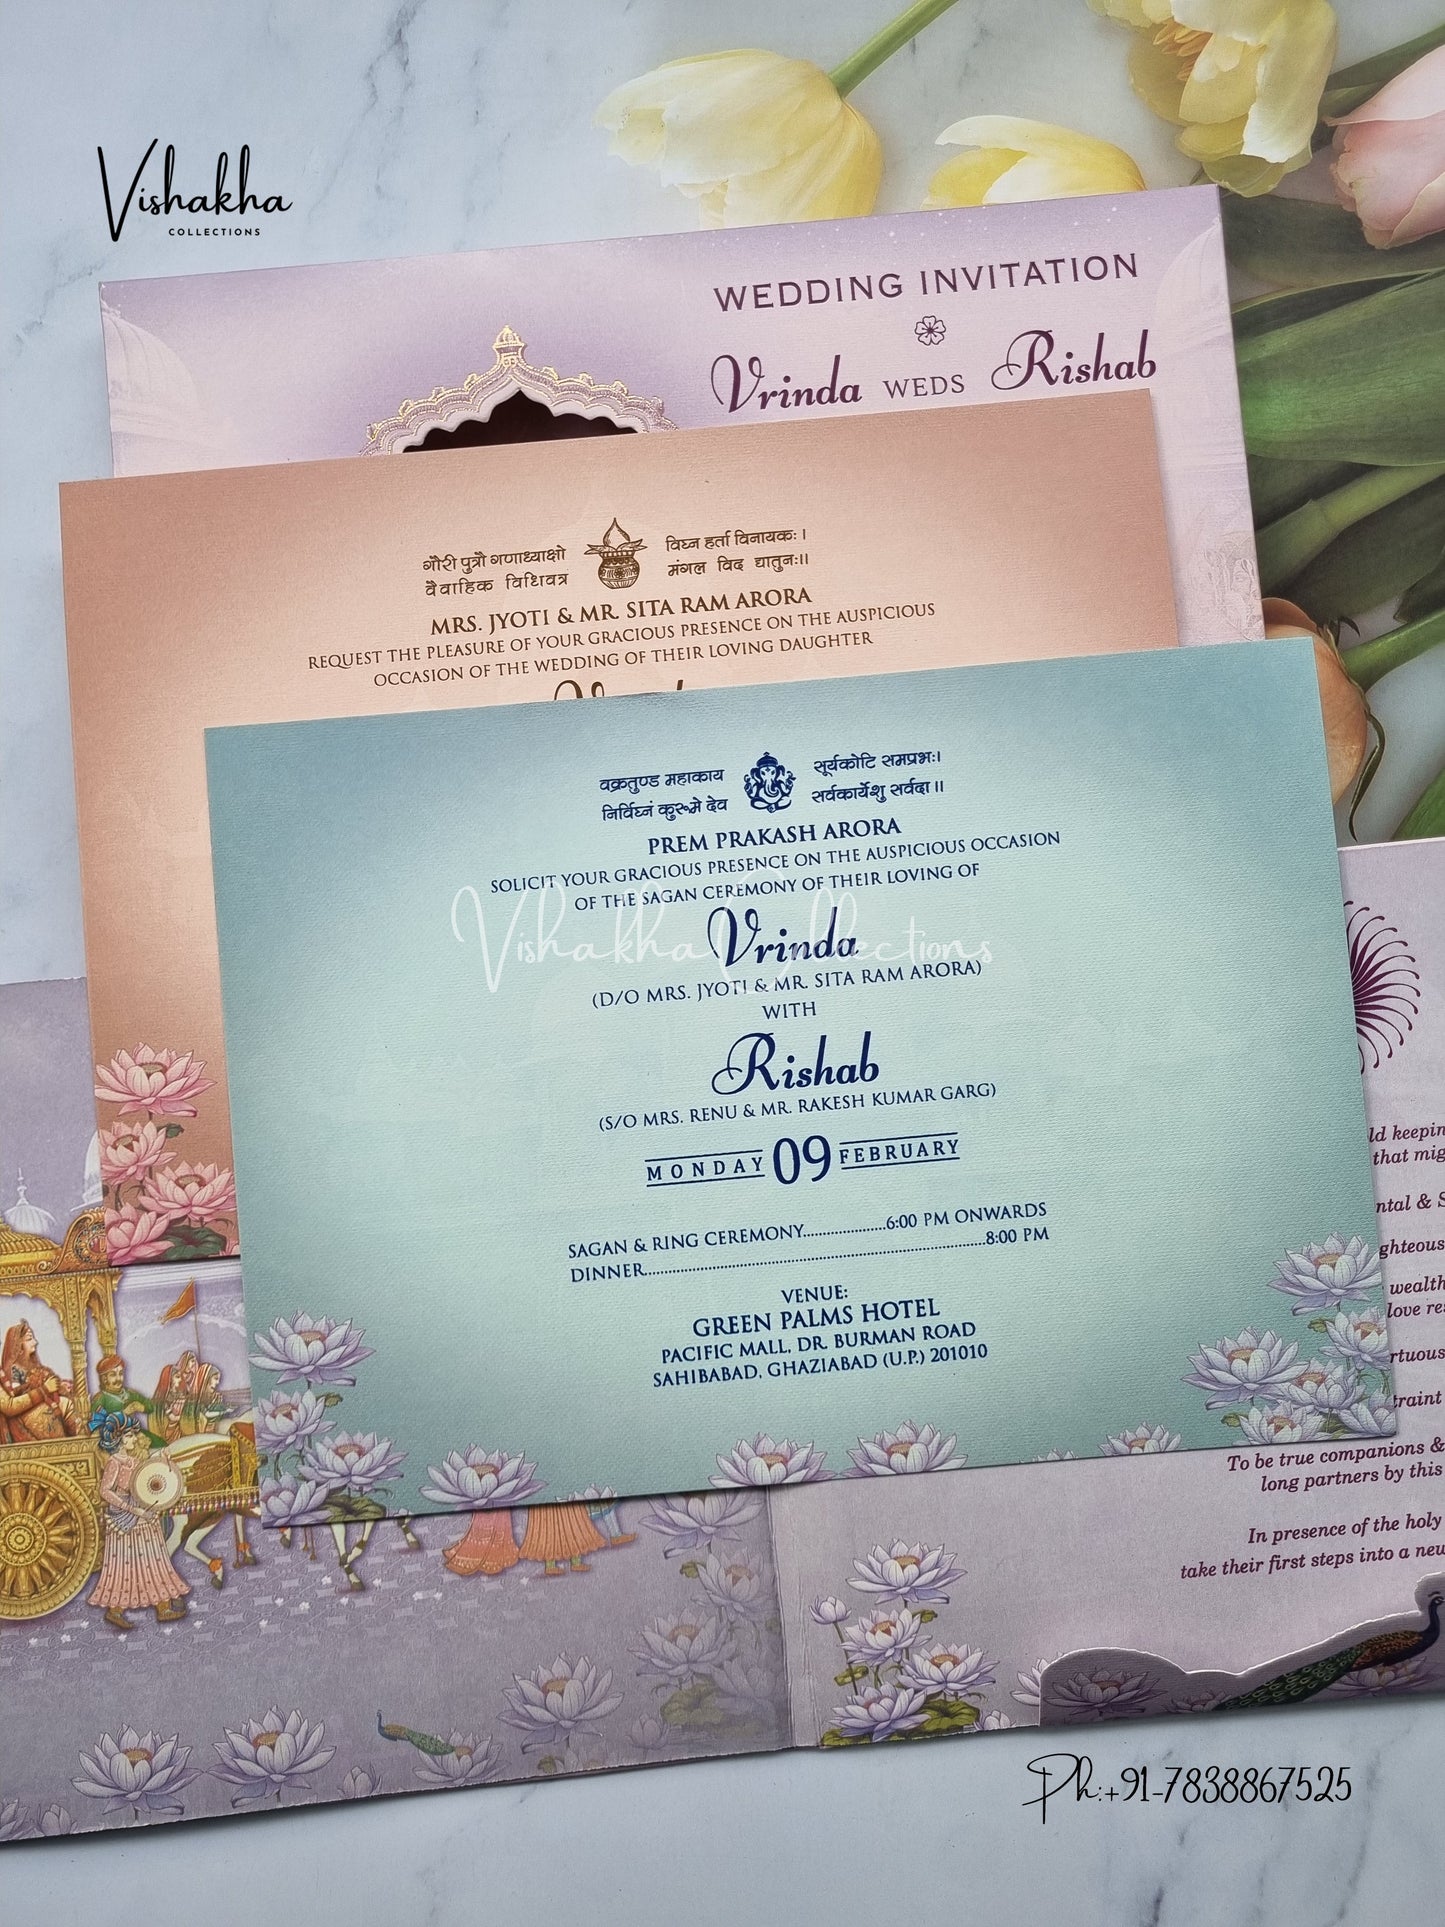 Vishakha
COLLECTIONS
WEDDING INVITATION
Vrinda WEDS Rishab
गौरी पुत्रौ गणाध्याक्षो विघ्न हर्ता विनायकः ।
वैवाहिक विधिवत्र मंगल विद धातुनः।।
MRS. JYOTI & MR. SITA RAM ARORA
REQUEST THE PLEASURE OF YOUR GRACIOUS PRESENCE ON THE AUSPICIOUS
OCCASION OF THE WEDDING OF THEIR LOVING DAUGHTER
वक्रतुण्ड महाकाय सूर्यकोटि समप्रभः।
निर्विघ्नं कुरूमे देव सर्वकार्येशु सर्वदा ।।
PREM PRAKASH ARORA
SOLICIT YOUR GRACIOUS PRESENCE ON THE AUSPICIOUS OCCASION
OF THE SAGAN CEREMONY OF THEIR LOVING OF
Vishakha Collections
Vrinda
(D/O MRS. JYOTI & MR. SITA RAM ARORA)
WITH
Rishab
(S/O MRS. RENU & MR. RAKESH KUMAR GARG)
MONDAY 09 FEBRUARY
SAGAN & RING CEREMONY..................6:00 PM ONWARDS
DINNER...........................................................................8:00 PM
VENUE:
GREEN PALMS HOTEL
PACIFIC MALL, DR. BURMAN ROAD
SAHIBABAD, GHAZIABAD (U.P.) 201010
keeping
that
&
wealth
love
To be true companions &
long partners by this
In presence of the holy
take their first steps into a new
Ph:+91-7838867525